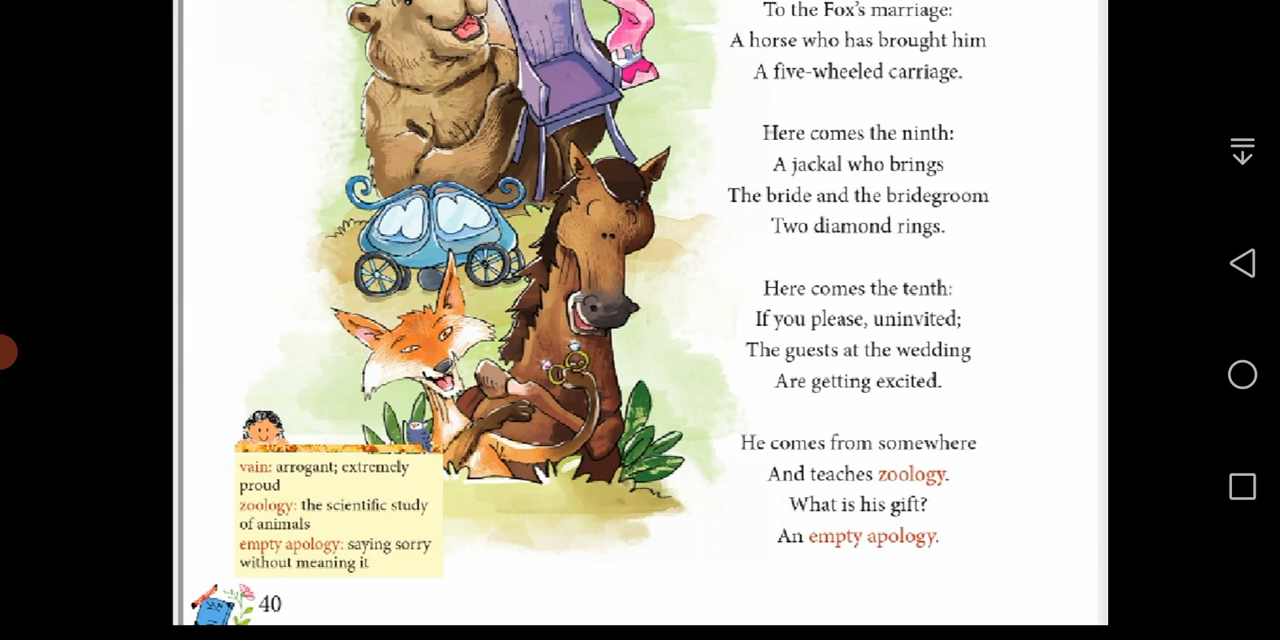 To the Fox's marriage:
A horse who has brought him
A five-wheeled carriage.
Here comes the ninth:
A jackal who brings
The bride and the bridegroom
Two diamond rings.
Here comes the tenth:
If you please, uninvited;
The guests at the wedding
Are getting excited.
He comes from somewhere
And teaches zoology.
What is his gift?
An empty apology.
vain: arrogant; extremely
proud
zoology: the scientific study
of animals
empty apology: saying sorry
without meaning it
40